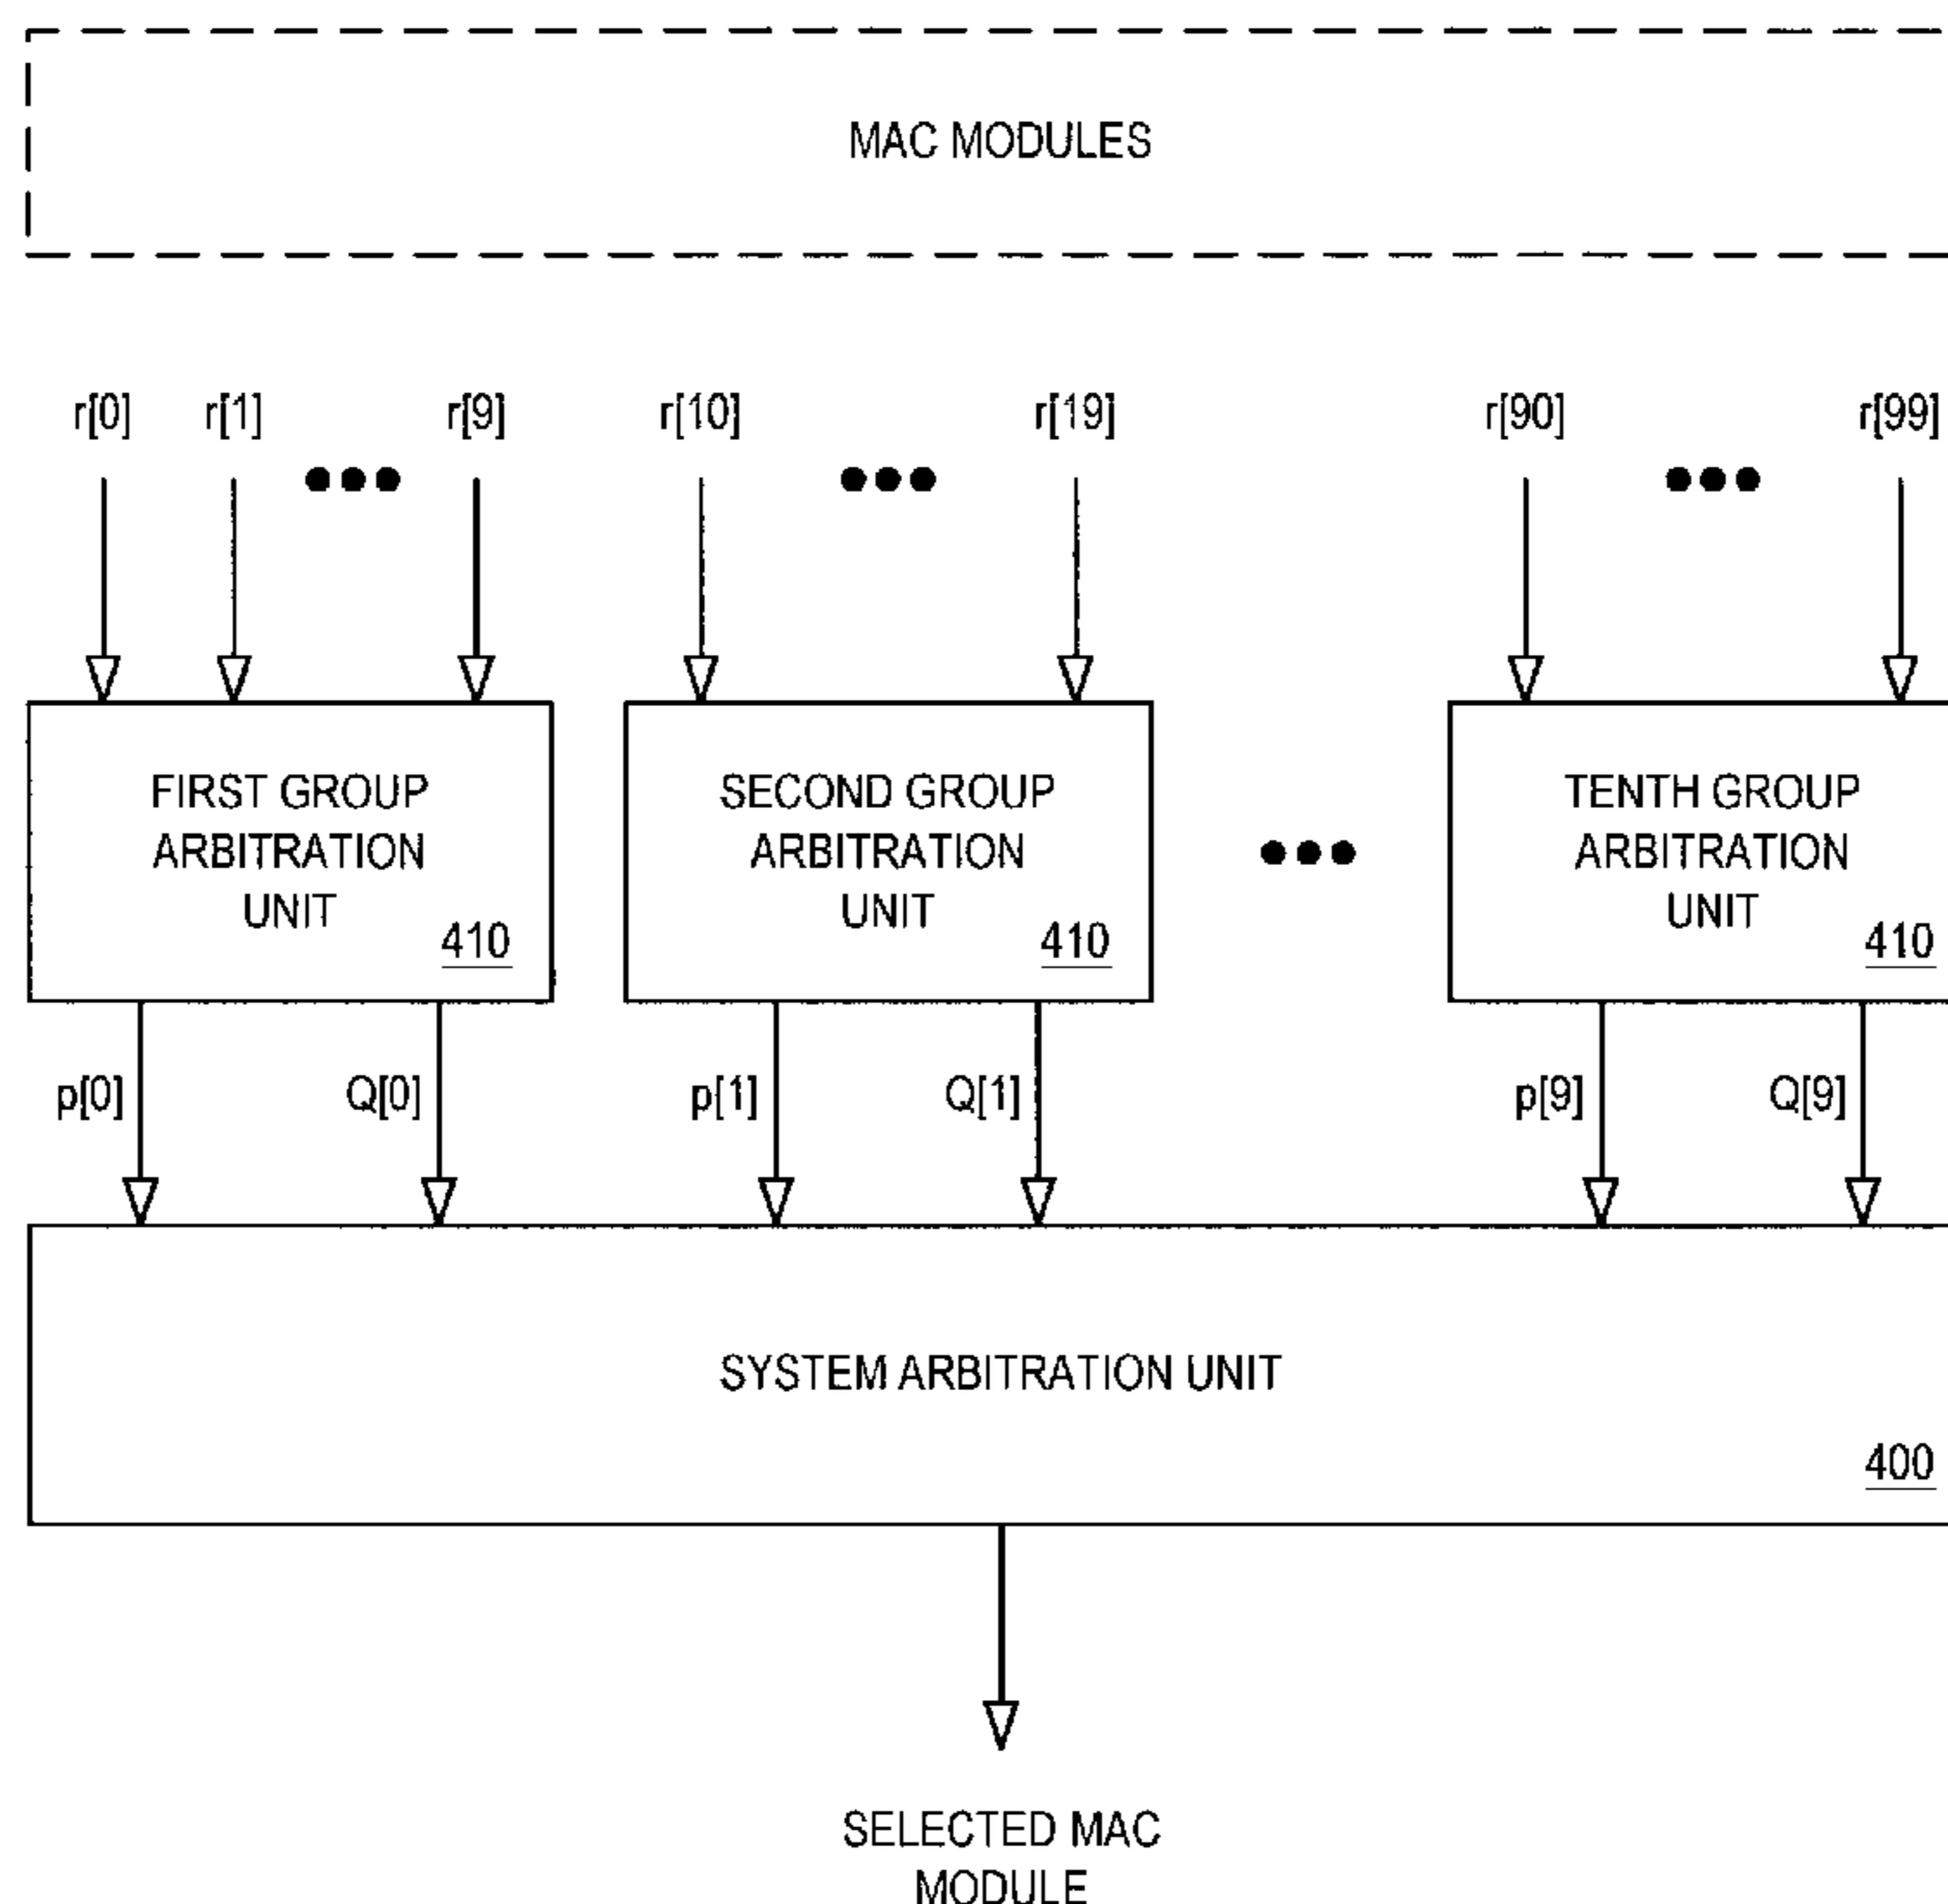 MAC MODULES
r[0] r[1] r[9] r[10] r[19] r[90] r[99]
FIRST GROUP
ARBITRATION
UNIT
410
SECOND GROUP
ARBITRATION
UNIT
410
TENTH GROUP
ARBITRATION
UNIT
410
p[0] Q[0] p[1] Q[1] p[9] Q[9]
SYSTEM ARBITRATION UNIT
400
SELECTED MAC
MODULE